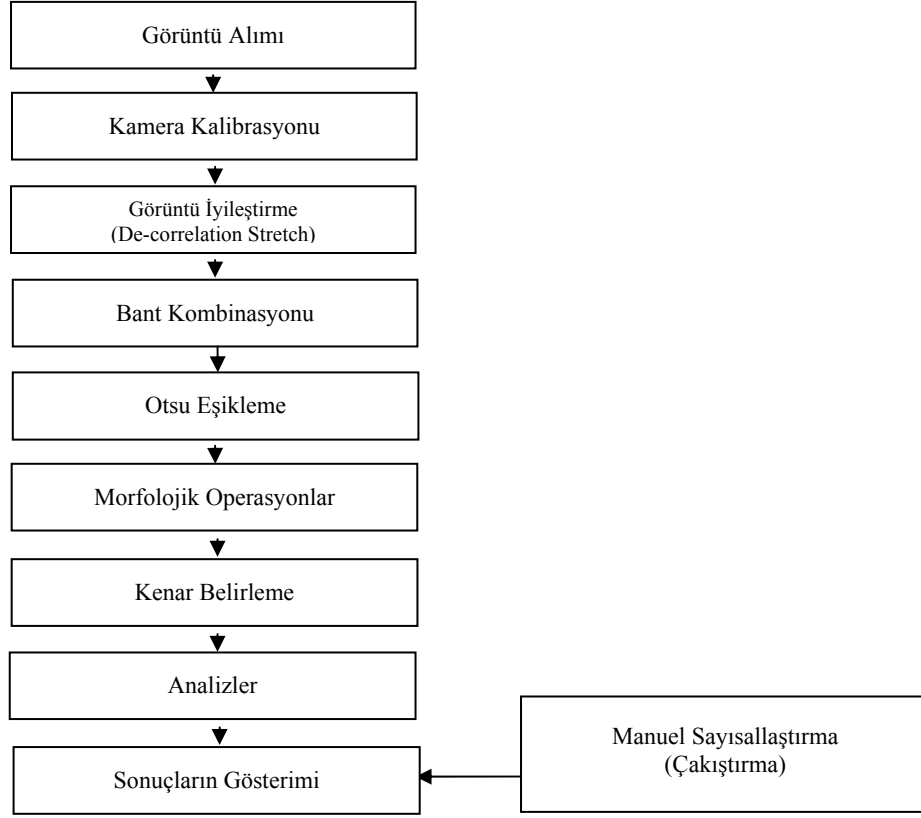 Görüntü Alımı
Kamera Kalibrasyonu
Görüntü İyileştirme
(De-correlation Stretch)
Bant Kombinasyonu
Otsu Eşikleme
Morfolojik Operasyonlar
Kenar Belirleme
Analizler
Sonuçların Gösterimi
Manuel Sayısallaştırma
(Çakıştırma)